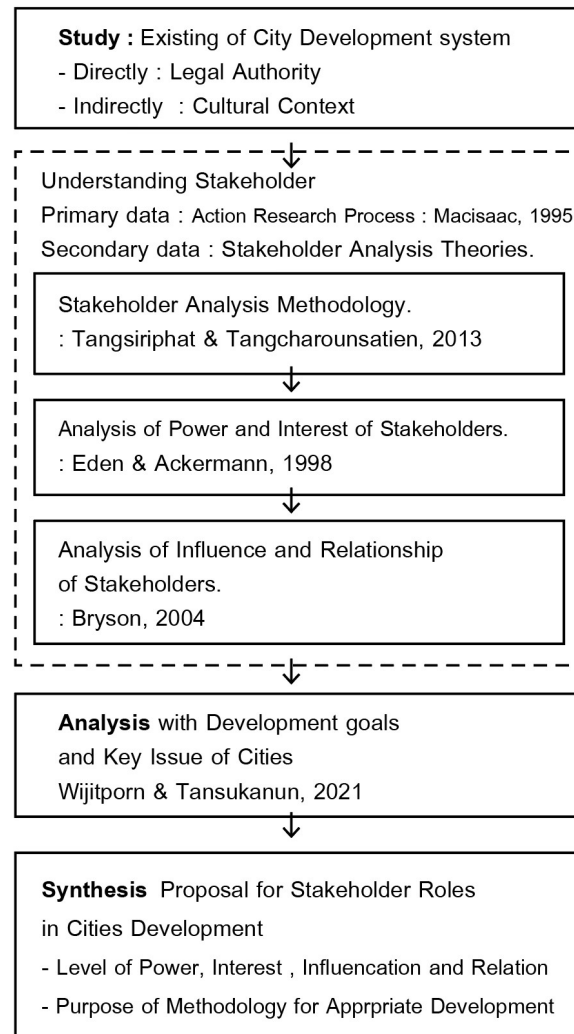 Study : Existing of City Development system
- Directly : Legal Authority
- Indirectly : Cultural Context
Understanding Stakeholder
Primary data : Action Research Process : Macisaac, 1995
Secondary data : Stakeholder Analysis Theories.
Stakeholder Analysis Methodology.
: Tangsiriphat & Tangcharounsatien, 2013
Analysis of Power and Interest of Stakeholders.
: Eden & Ackermann, 1998
Analysis of Influence and Relationship
of Stakeholders.
: Bryson, 2004
Analysis with Development goals
and Key Issue of Cities
Wijitporn & Tansukanun, 2021
Synthesis Proposal for Stakeholder Roles
in Cities Development
- Level of Power, Interest , Influencation and Relation
- Purpose of Methodology for Apprpriate Development